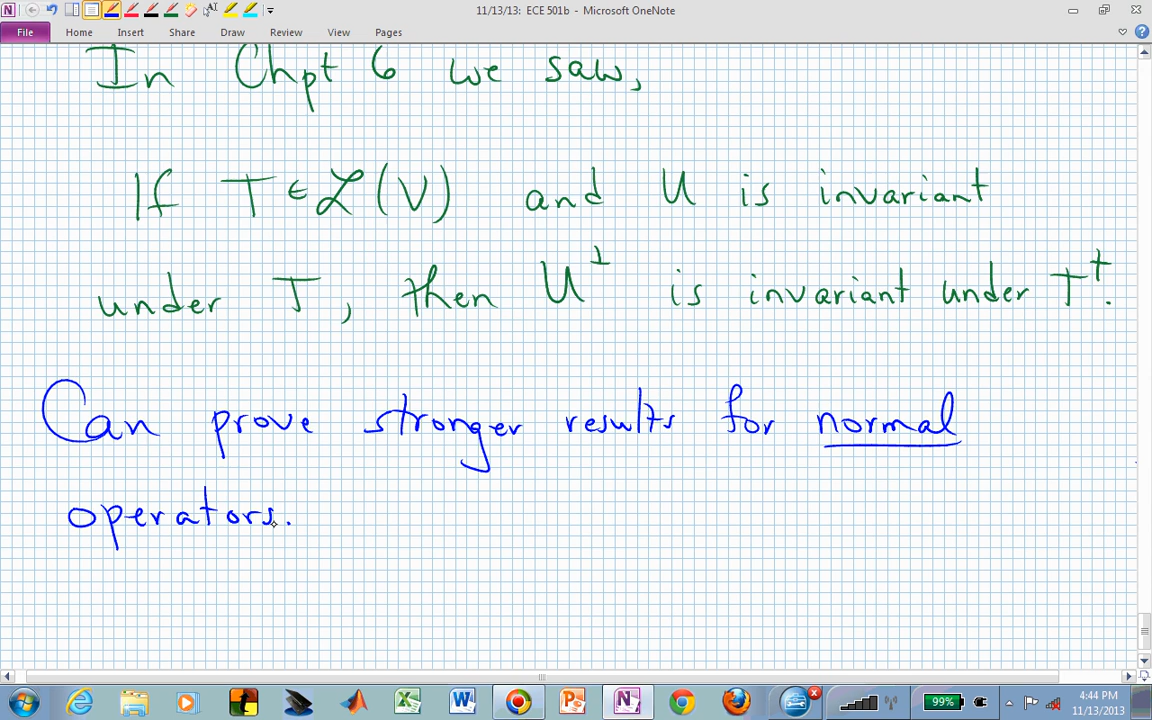 11/13/13: ECE 501b - Microsoft OneNote
File Home Insert Share Draw Review View Pages
In Chpt 6 we saw,
If T ∈ ℒ(V) and U is invariant
under T, then U^⊥ is invariant under T^†.
Can prove stronger results for normal
operators.
99%
4:44 PM
11/13/2013